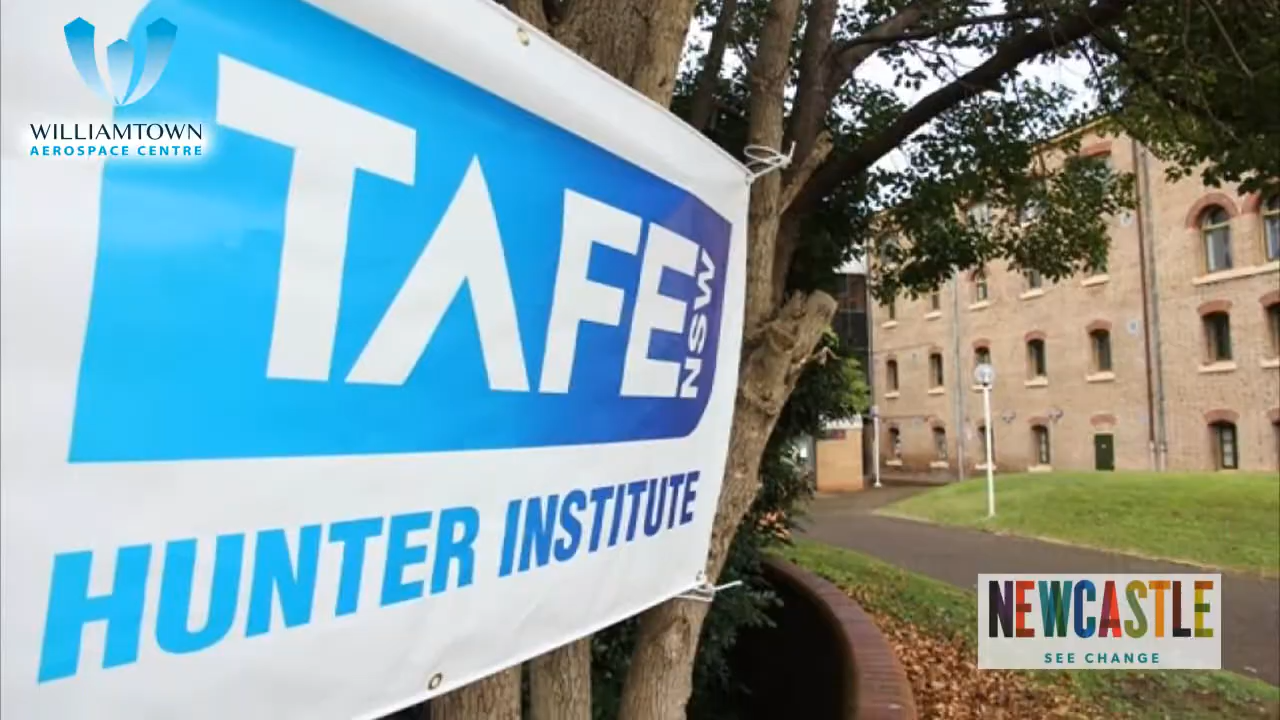 WILLIAMTOWN
AEROSPACE CENTRE
TAFE
NSW
HUNTER INSTITUTE
NEWCASTLE
SEE CHANGE